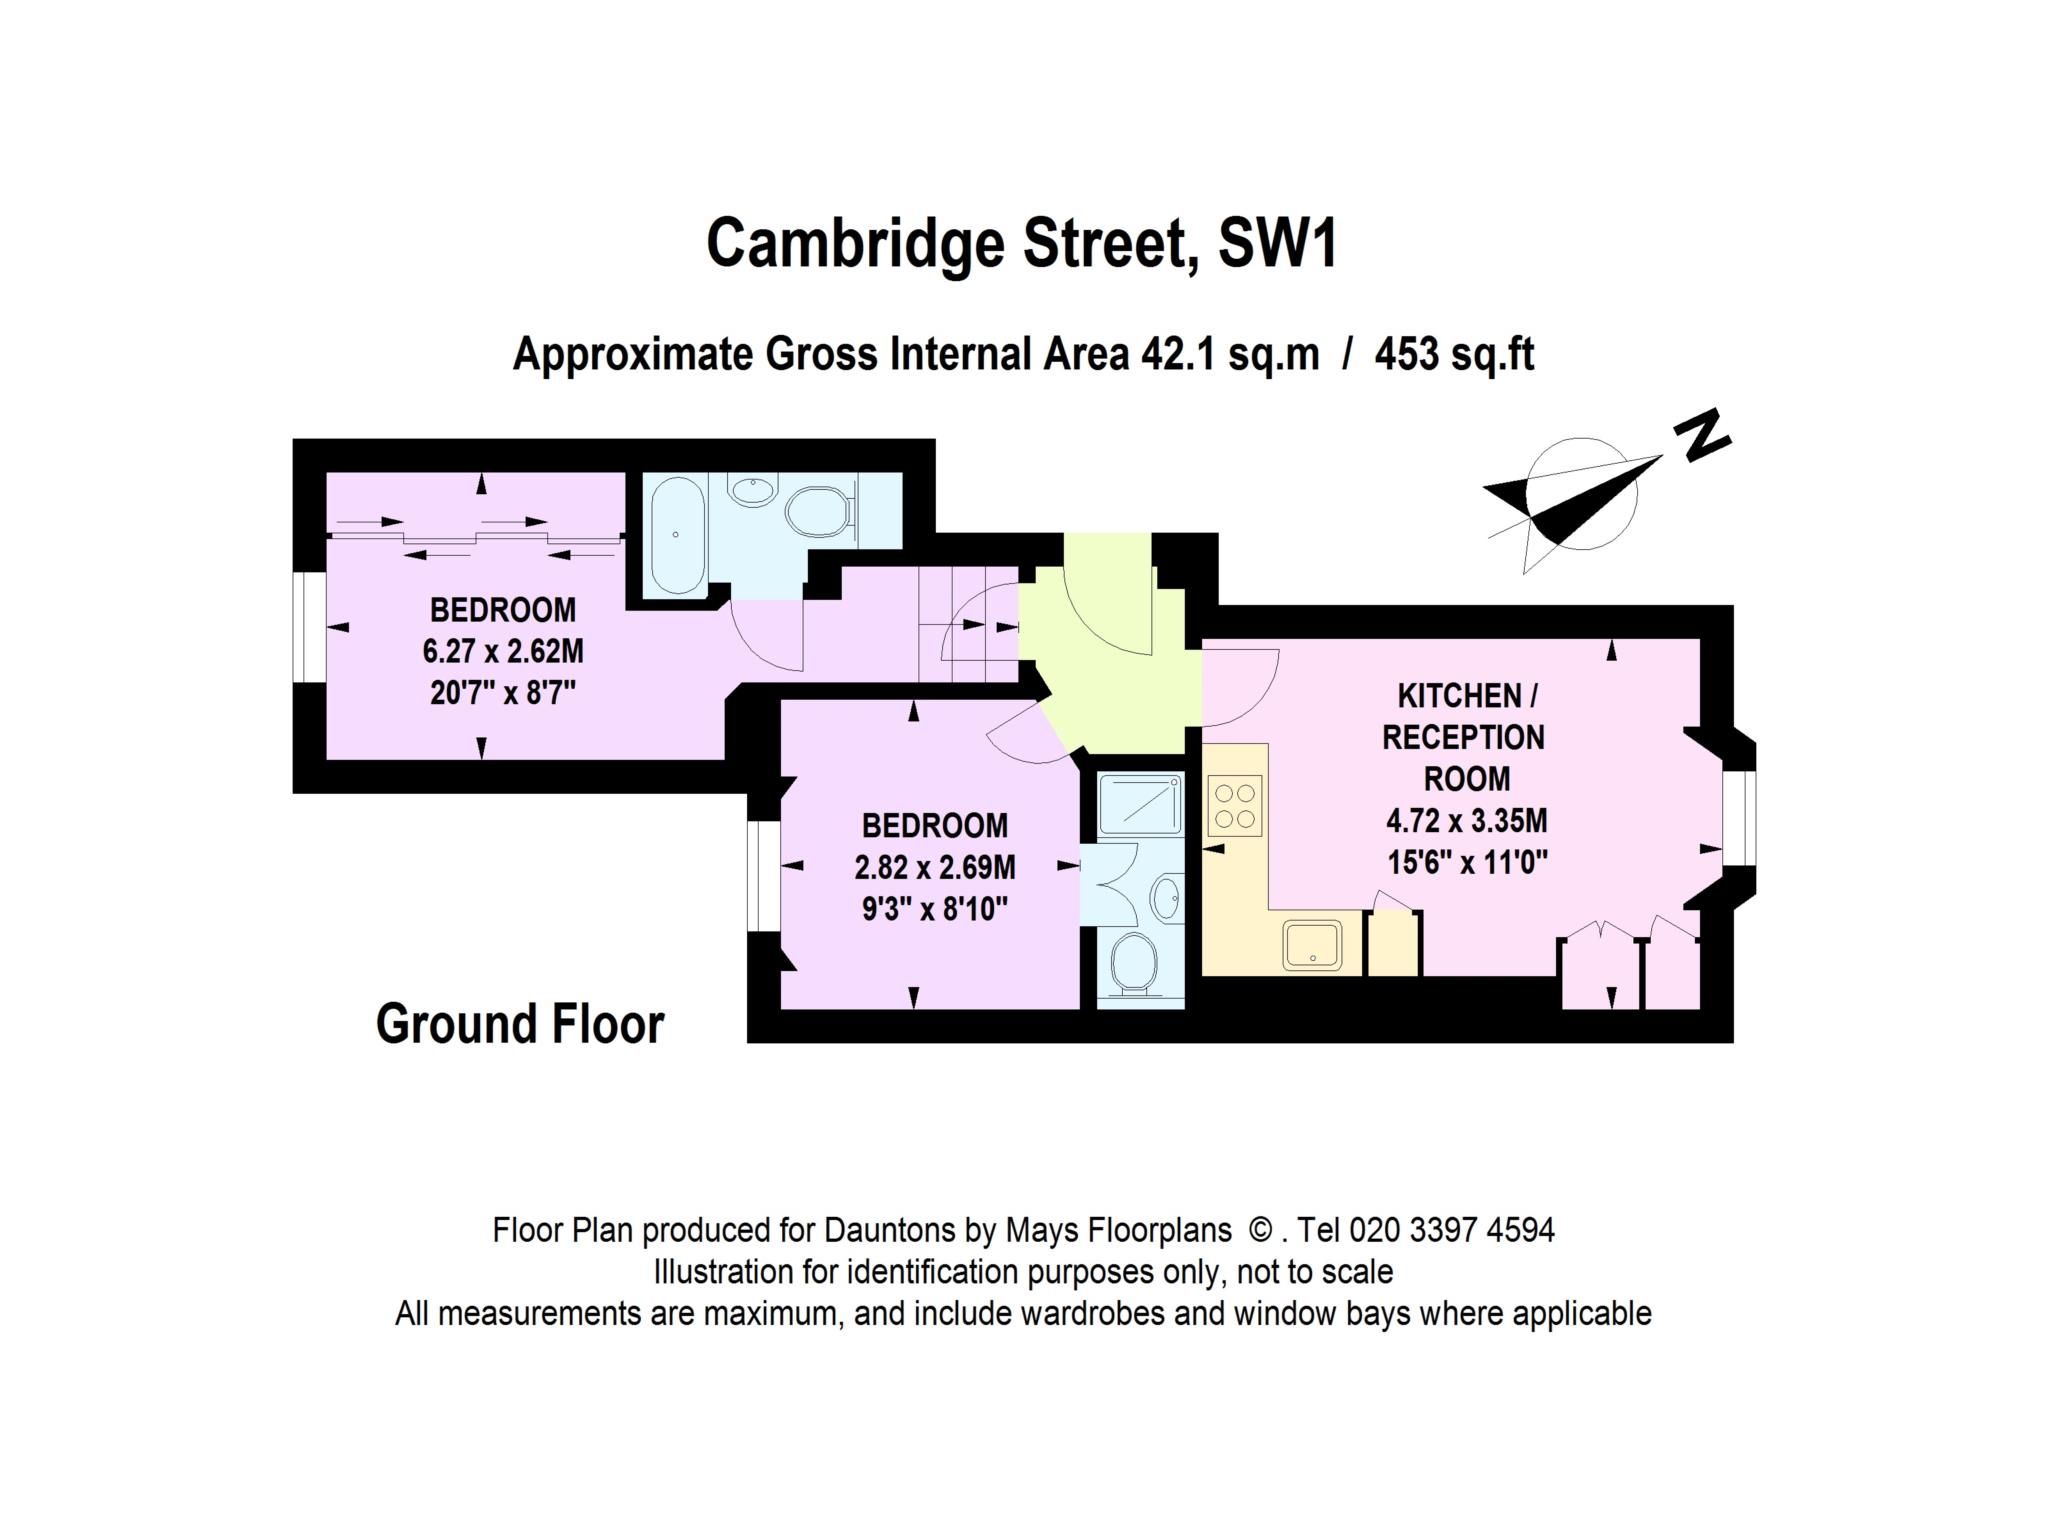 Cambridge Street, SW1
Approximate Gross Internal Area 42.1 sq.m / 453 sq.ft
N
BEDROOM
6.27 x 2.62M
20'7" x 8'7"
KITCHEN /
RECEPTION
ROOM
4.72 x 3.35M
15'6" x 11'0"
BEDROOM
2.82 x 2.69M
9'3" x 8'10"
Ground Floor
Floor Plan produced for Dauntons by Mays Floorplans © . Tel 020 3397 4594
Illustration for identification purposes only, not to scale
All measurements are maximum, and include wardrobes and window bays where applicable